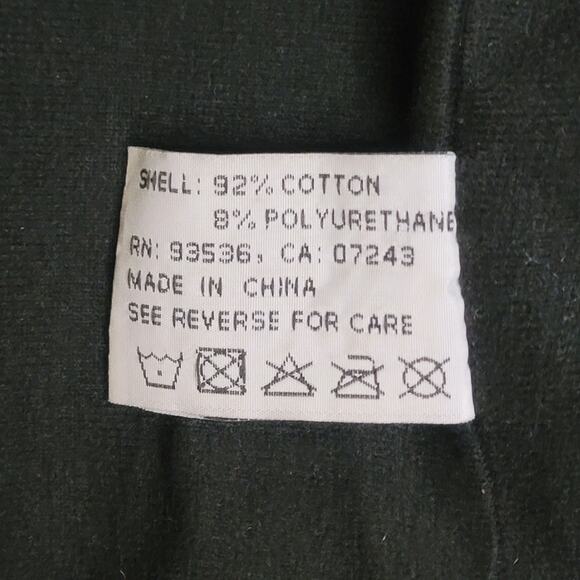 SHELL: 92% COTTON
8% POLYURETHANE
RN: 93536, CA: 07243
MADE IN CHINA
SEE REVERSE FOR CARE